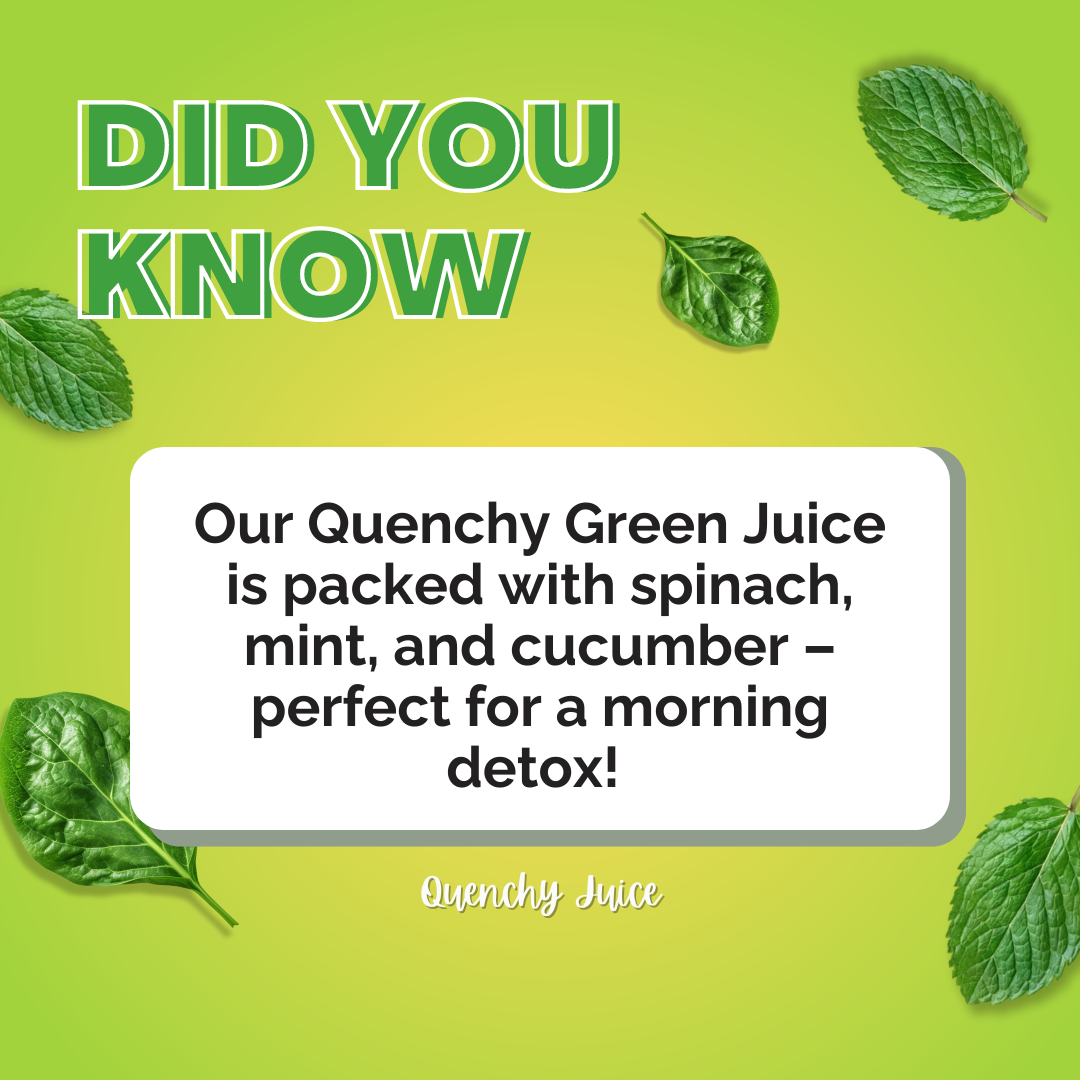 DID YOU
KNOW
Our Quenchy Green Juice
is packed with spinach,
mint, and cucumber –
perfect for a morning
detox!
Quenchy Juice